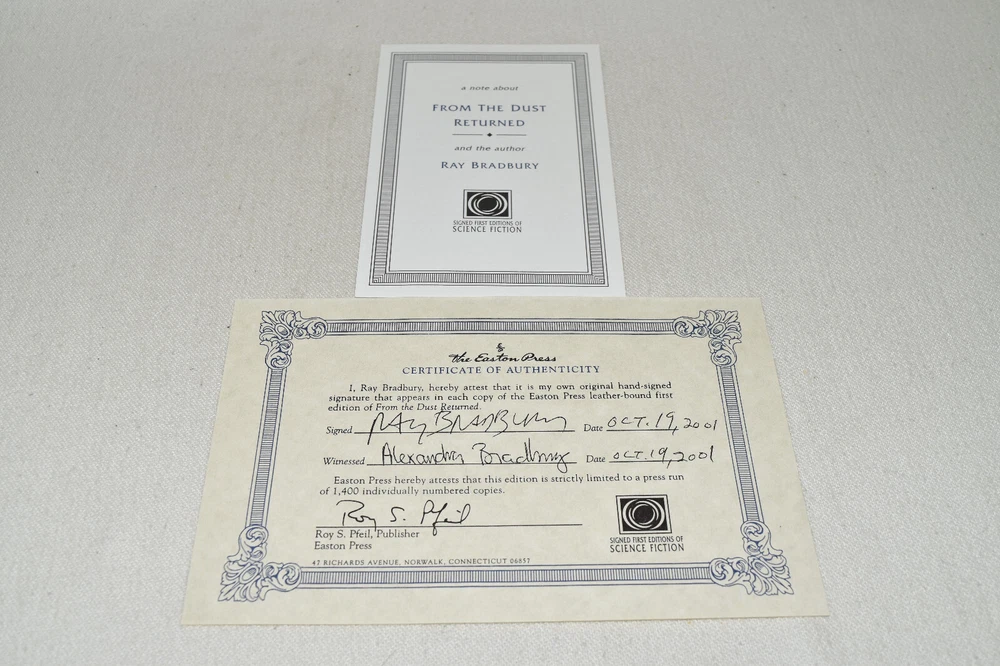 a note about
FROM THE DUST
RETURNED
and the author
RAY BRADBURY
SIGNED FIRST EDITIONS OF
SCIENCE FICTION
The Easton Press
CERTIFICATE OF AUTHENTICITY
I, Ray Bradbury, hereby attest that it is my own original hand-signed
signature that appears in each copy of the Easton Press leather-bound first
edition of From the Dust Returned.
Signed RAY BRADBURY Date OCT. 19, 2001
Witnessed Alexandra Bradbury Date OCT. 19, 2001
Easton Press hereby attests that this edition is strictly limited to a press run
of 1,400 individually numbered copies.
Roy S. Pfeil
Roy S. Pfeil, Publisher
Easton Press
SIGNED FIRST EDITIONS OF
SCIENCE FICTION
47 RICHARDS AVENUE, NORWALK, CONNECTICUT 06857